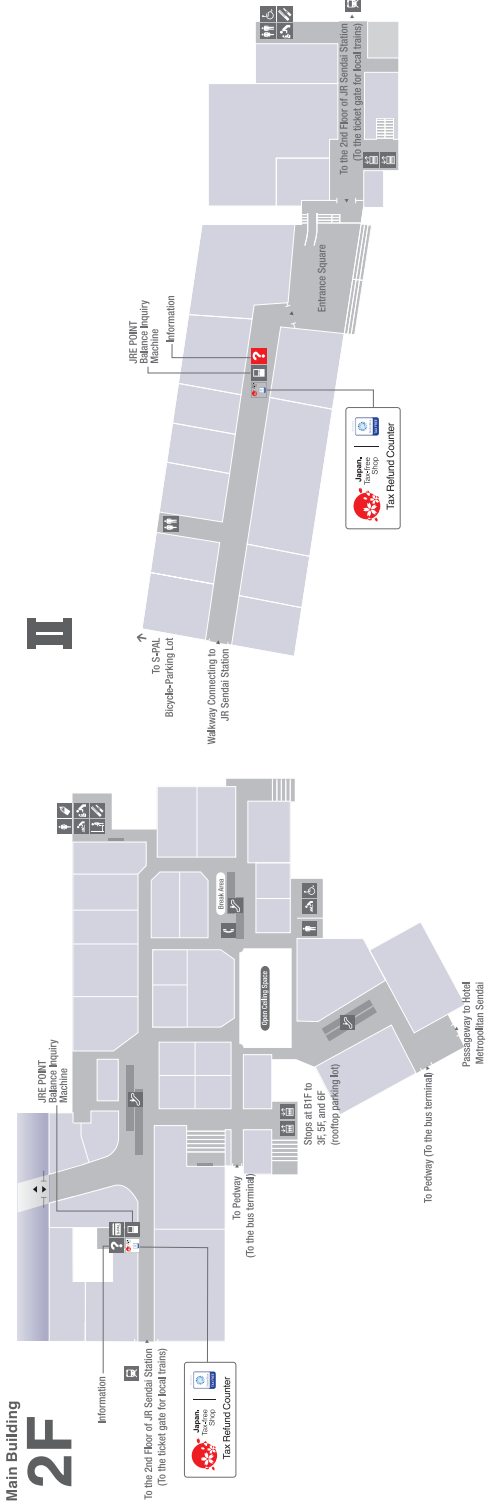 Main Building
2F
Information
JRE POINT
Balance Inquiry
Machine
To the 2nd Floor of JR Sendai Station
(To the ticket gate for local trains)
Japan.
Tax-free
Shop
Tax Refund Counter
To Pedway
(To the bus terminal)
Stops at B1F to
3F, 5F, and 6F
(rooftop parking lot)
Open Ceiling Space
Break Area
To Pedway (To the bus terminal)
Passageway to Hotel
Metropolitan Sendai
II
To S-PAL
Bicycle-Parking Lot
Walkway Connecting to
JR Sendai Station
JRE POINT
Balance Inquiry
Machine
Information
Japan.
Tax-free
Shop
Tax Refund Counter
Entrance Square
To the 2nd Floor of JR Sendai Station
(To the ticket gate for local trains)